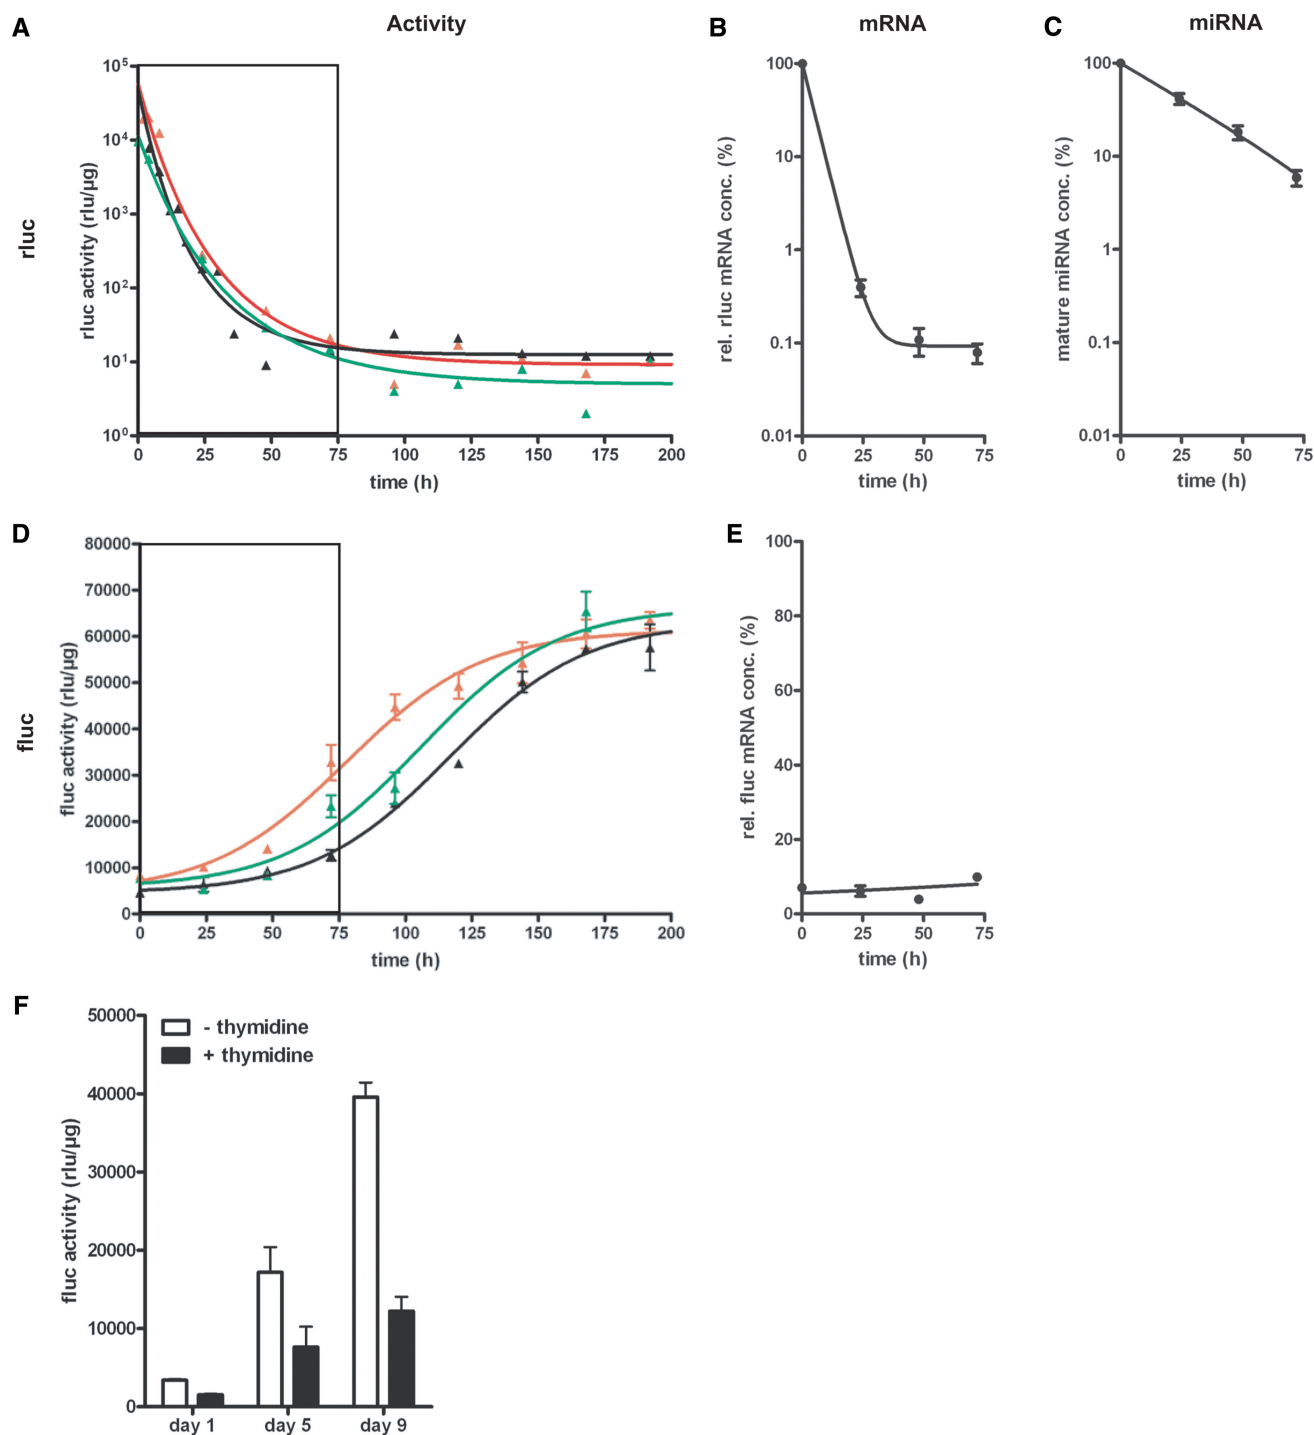 A
Activity
B
mRNA
C
miRNA
rluc
rluc activity (rlu/µg)
10⁵
10⁴
10³
10²
10¹
10⁰
0 25 50 75 100 125 150 175 200
time (h)
rel. rluc mRNA conc. (%)
100
10
1
0.1
0.01
0 25 50 75
time (h)
mature miRNA conc. (%)
100
10
1
0.1
0.01
0 25 50 75
time (h)
D
fluc
fluc activity (rlu/µg)
80000
70000
60000
50000
40000
30000
20000
10000
0
0 25 50 75 100 125 150 175 200
time (h)
E
rel. fluc mRNA conc. (%)
100
80
60
40
20
0
0 25 50 75
time (h)
F
fluc activity (rlu/µg)
50000
40000
30000
20000
10000
0
- thymidine
+ thymidine
day 1 day 5 day 9